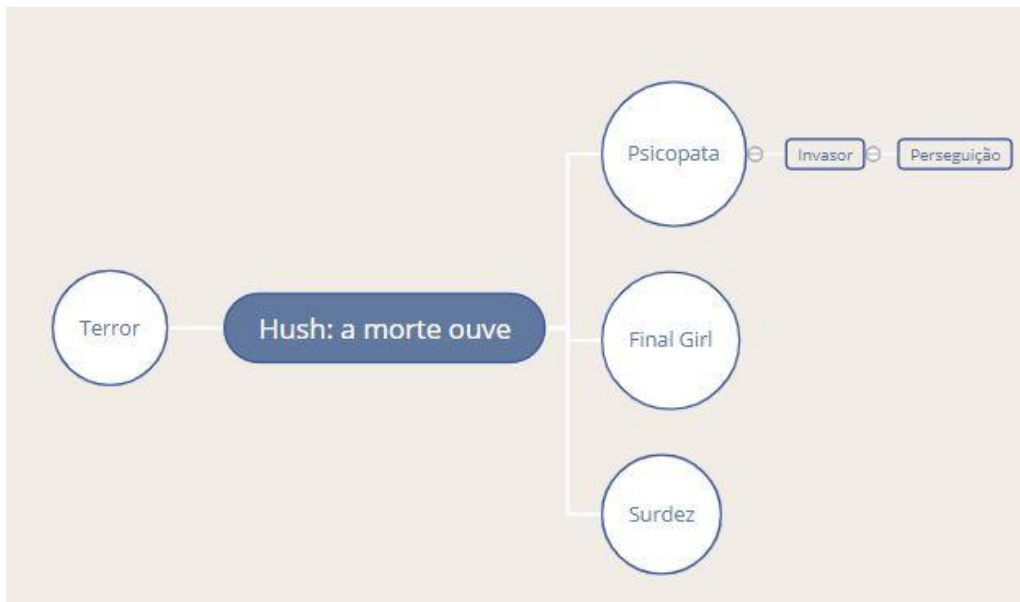 Terror
Hush: a morte ouve
Psicopata
Invasor
Perseguição
Final Girl
Surdez